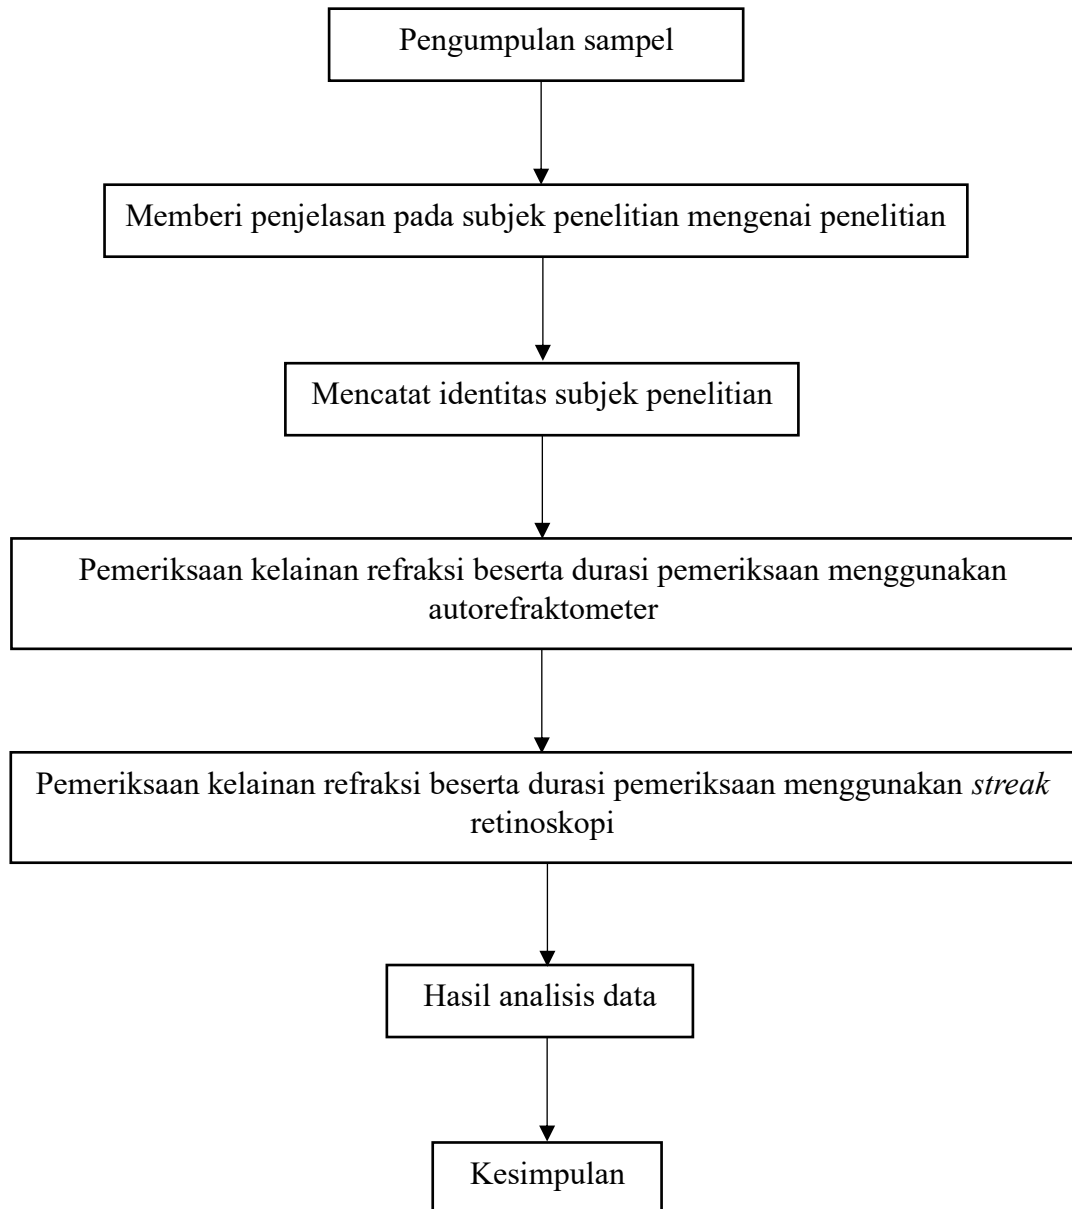 Pengumpulan sampel
Memberi penjelasan pada subjek penelitian mengenai penelitian
Mencatat identitas subjek penelitian
Pemeriksaan kelainan refraksi beserta durasi pemeriksaan menggunakan
autorefraktometer
Pemeriksaan kelainan refraksi beserta durasi pemeriksaan menggunakan streak
retinoskopi
Hasil analisis data
Kesimpulan